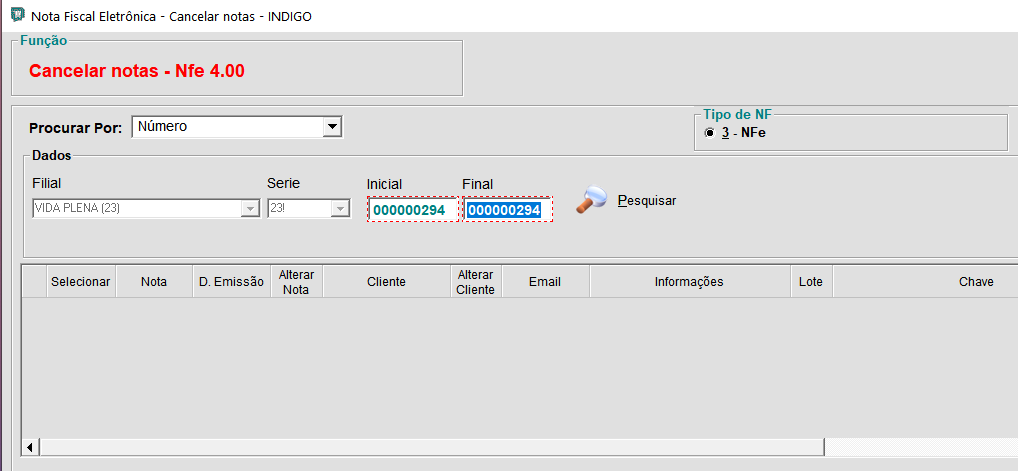 Nota Fiscal Eletrônica - Cancelar notas - INDIGO
Função
Cancelar notas - Nfe 4.00
Procurar Por: Número
Tipo de NF
3 - NFe
Dados
Filial Serie Inicial Final
VIDA PLENA (23) 23! 000000294 000000294 Pesquisar
Selecionar Nota D. Emissão Alterar Nota Cliente Alterar Cliente Email Informações Lote Chave